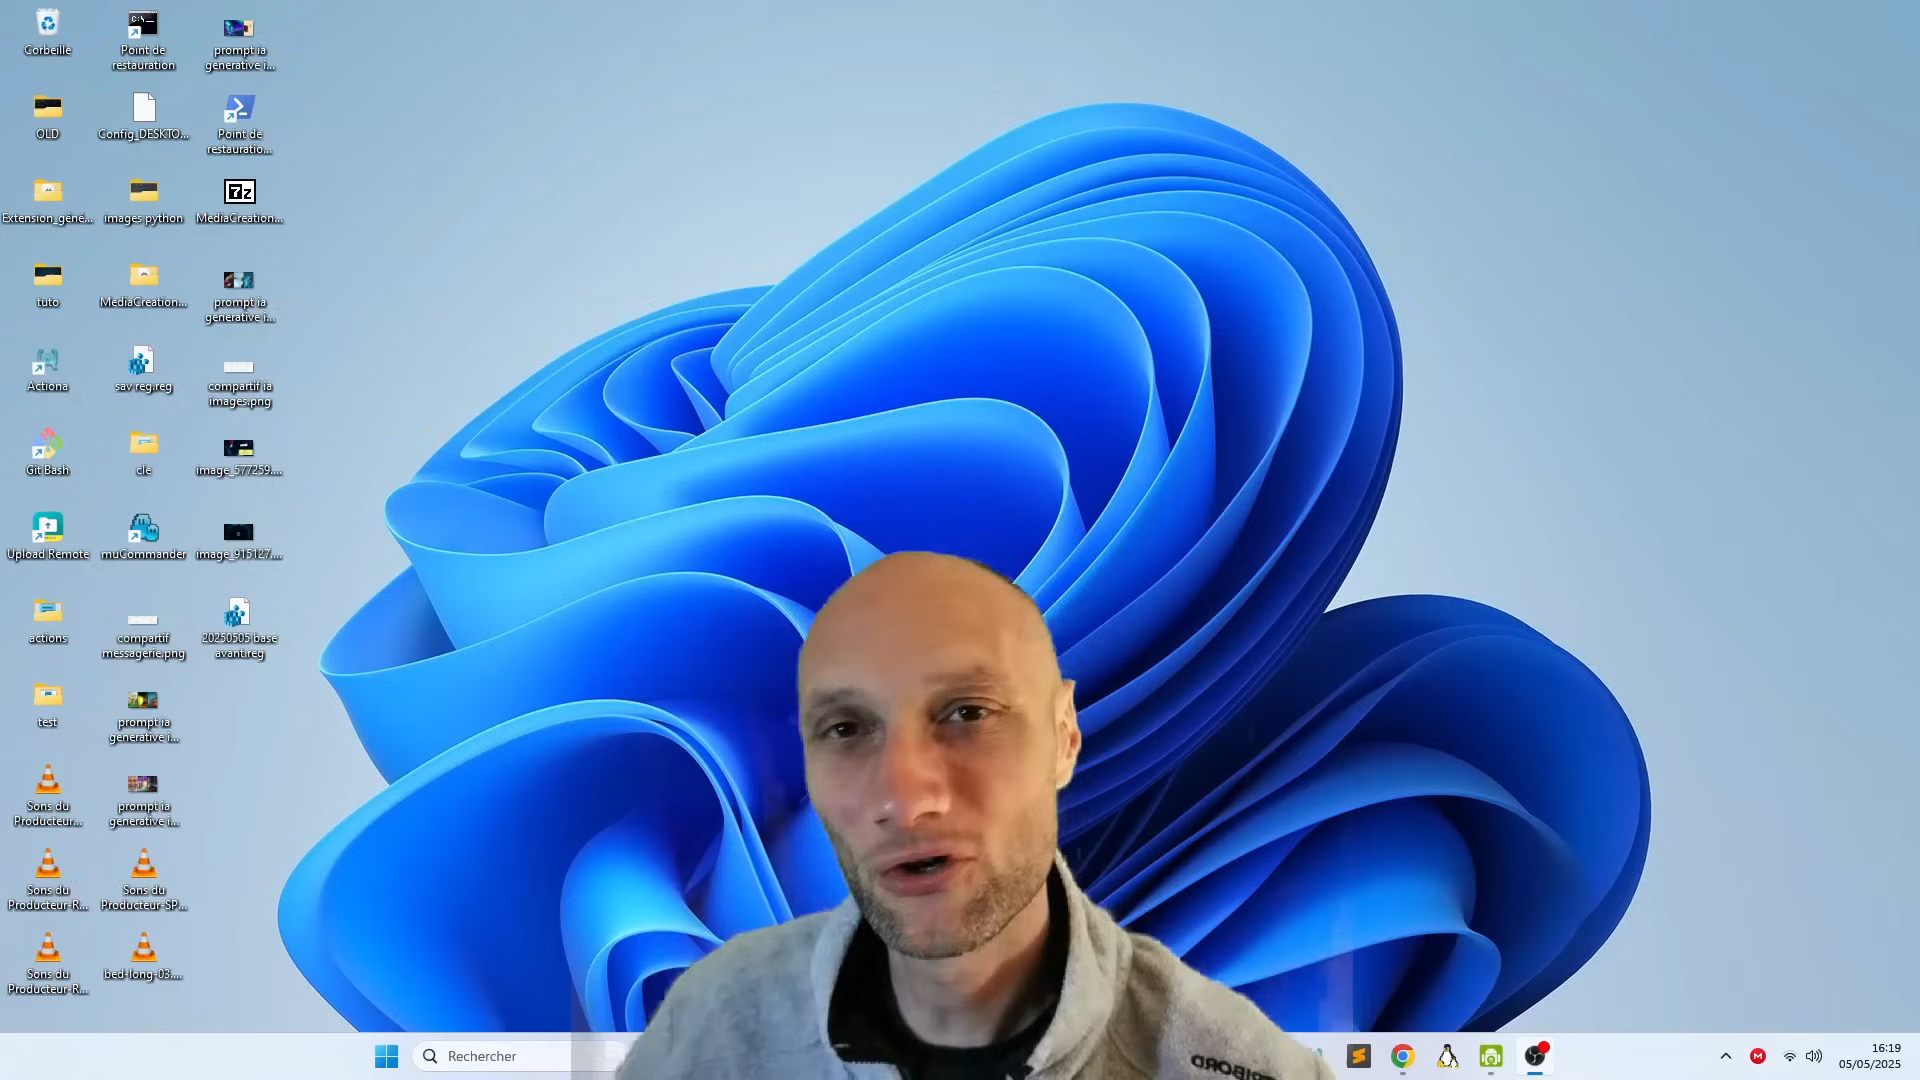 Corbeille
Point de
restauration
prompt ia
generative i...
OLD
Config_DESKTO...
Point de
restauratio...
Extension_géné...
images python
7z
MediaCreation...
tuto
MediaCreation...
prompt ia
generative i...
Actiona
sav reg.reg
compartif ia
images.png
Git Bash
cle
image_577259....
Upload Remote
muCommander
image_915127....
actions
compartif
messagerie.png
20250505 base
avant.reg
test
prompt ia
generative i...
Sons du
Producteur...
prompt ia
generative i...
Sons du
Producteur-R...
Sons du
Producteur-SP...
Sons du
Producteur-R...
bed-long-03....
Rechercher
16:19
05/05/2025